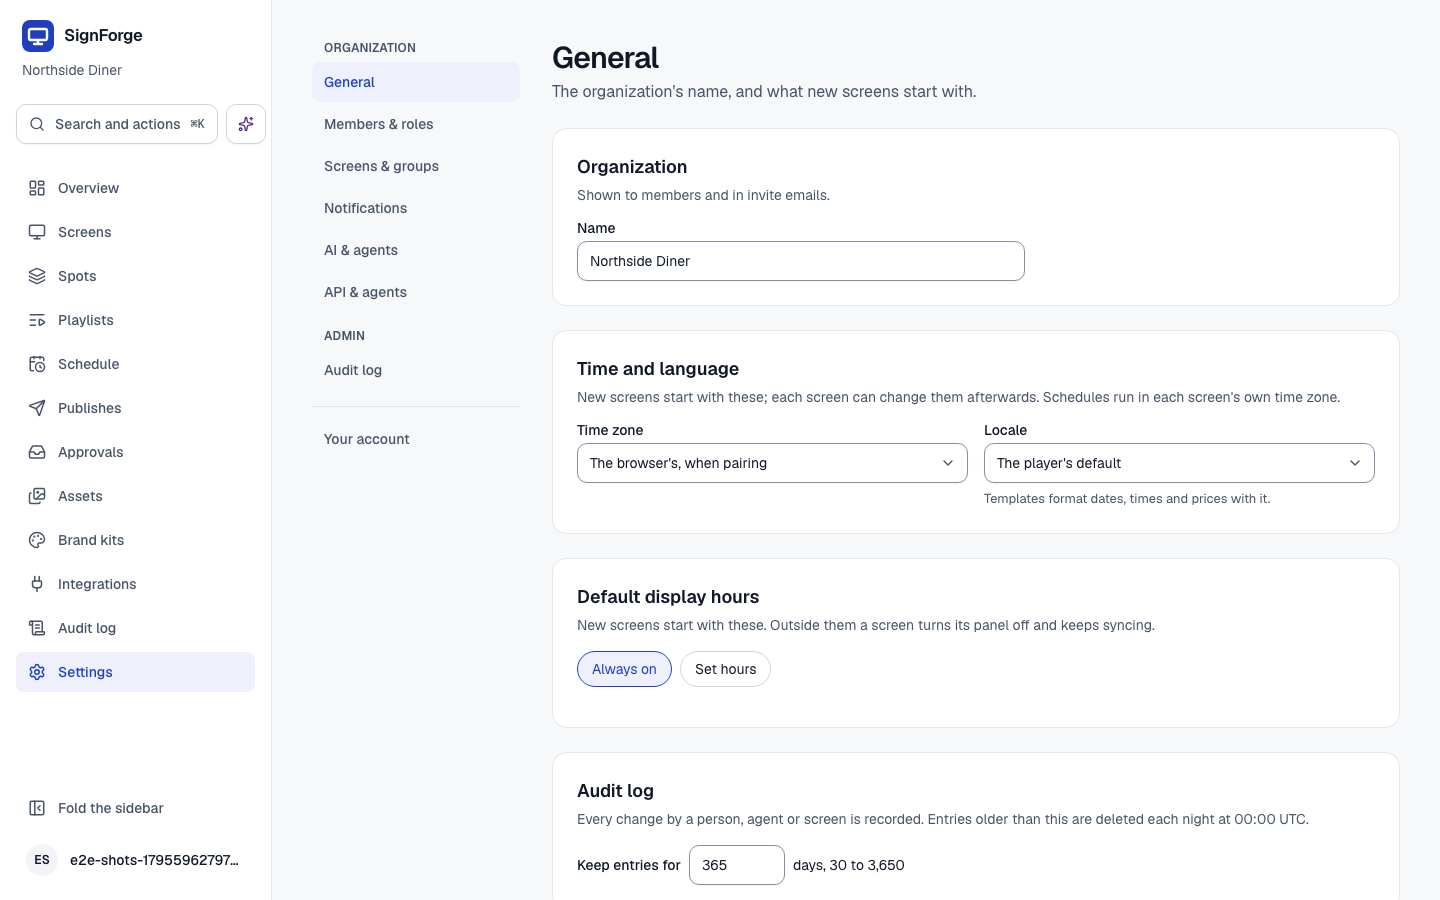 SignForge
Northside Diner
Search and actions ⌘K
Overview
Screens
Spots
Playlists
Schedule
Publishes
Approvals
Assets
Brand kits
Integrations
Audit log
Settings
Fold the sidebar
ES e2e-shots-17955962797...
ORGANIZATION
General
Members & roles
Screens & groups
Notifications
AI & agents
API & agents
ADMIN
Audit log
Your account
General
The organization's name, and what new screens start with.
Organization
Shown to members and in invite emails.
Name
Northside Diner
Time and language
New screens start with these; each screen can change them afterwards. Schedules run in each screen's own time zone.
Time zone Locale
The browser's, when pairing The player's default
Templates format dates, times and prices with it.
Default display hours
New screens start with these. Outside them a screen turns its panel off and keeps syncing.
Always on Set hours
Audit log
Every change by a person, agent or screen is recorded. Entries older than this are deleted each night at 00:00 UTC.
Keep entries for 365 days, 30 to 3,650